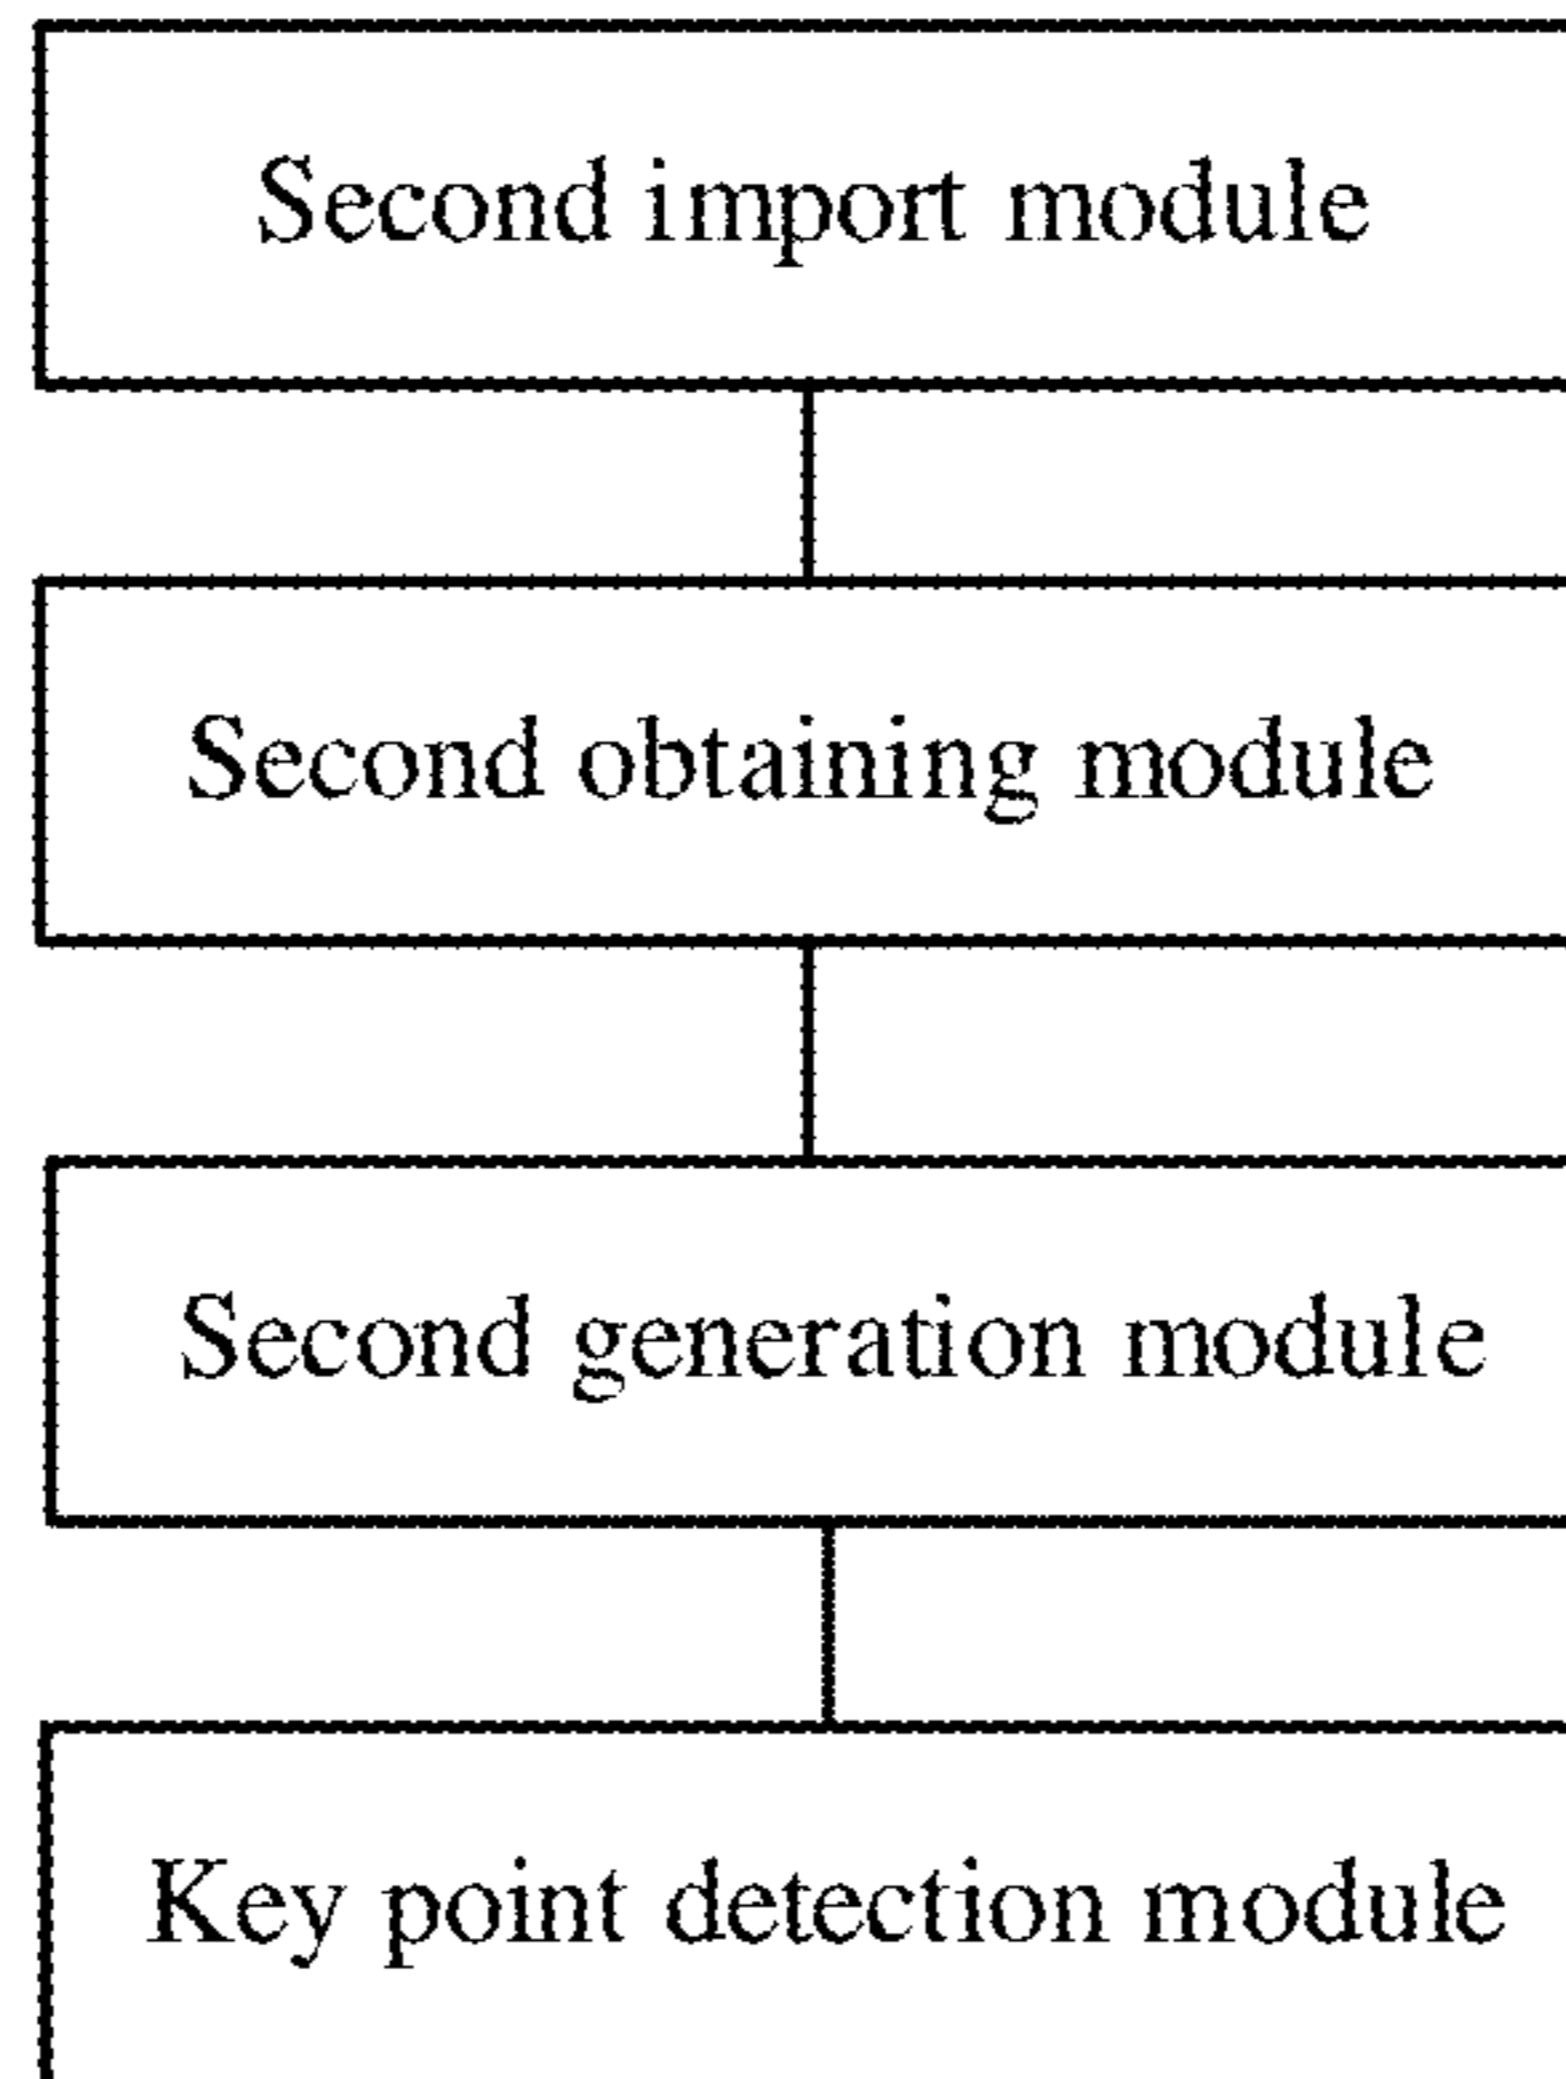 Second import module
Second obtaining module
Second generation module
Key point detection module